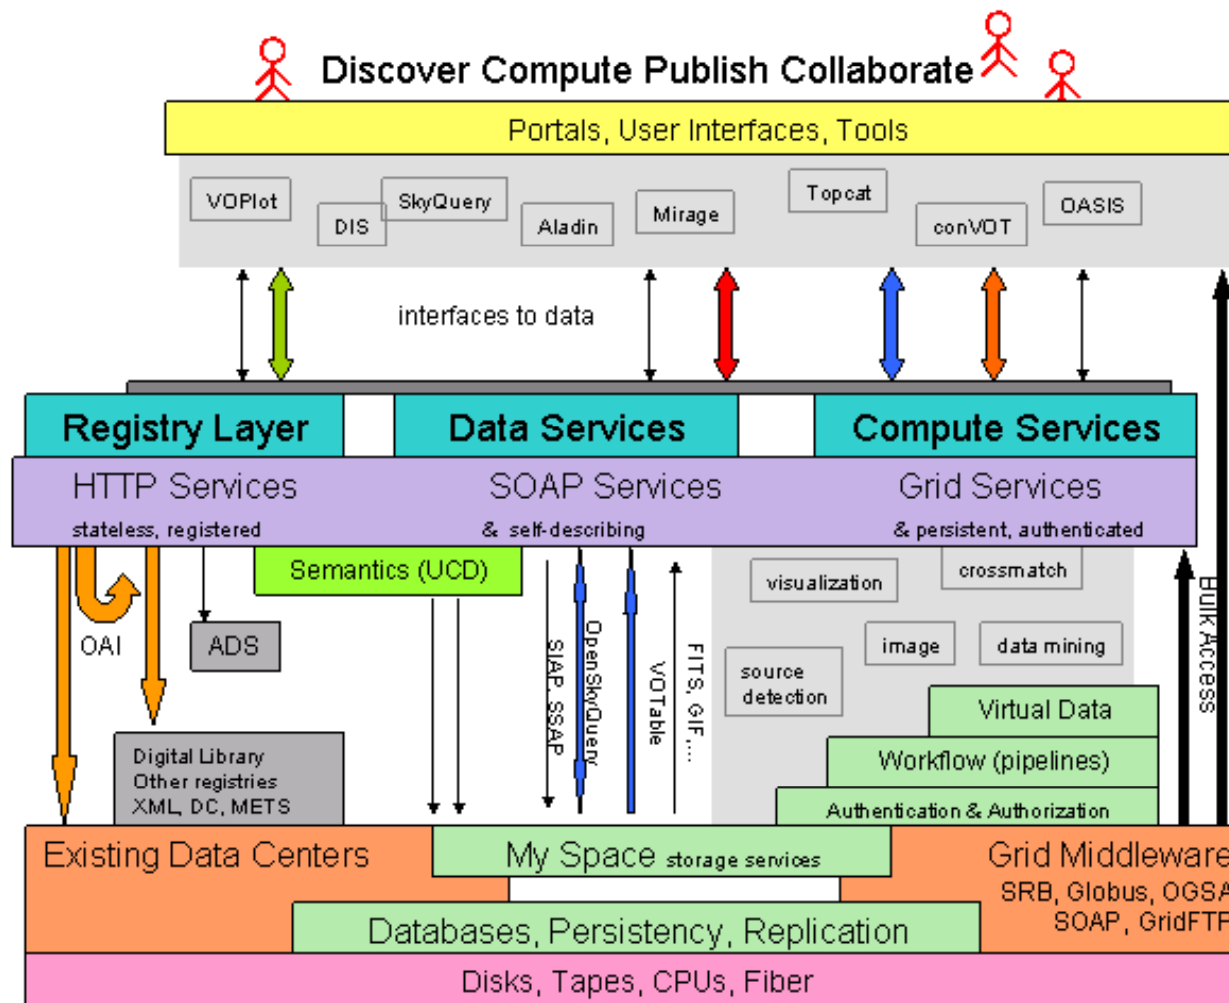 Discover Compute Publish Collaborate
Portals, User Interfaces, Tools
VOPlot
DIS
SkyQuery
Aladin
Mirage
Topcat
conVOT
OASIS
interfaces to data
Registry Layer
Data Services
Compute Services
HTTP Services
SOAP Services
Grid Services
stateless, registered
& self-describing
& persistent, authenticated
Semantics (UCD)
visualization
crossmatch
OAI
ADS
SIAP, SSAP
OpenSkyQuery
VOTable
FITS, GIF,...
image
data mining
source
detection
Bulk Access
Virtual Data
Workflow (pipelines)
Authentication & Authorization
Digital Library
Other registries
XML, DC, METS
Existing Data Centers
My Space storage services
Grid Middleware
SRB, Globus, OGSA
SOAP, GridFTP
Databases, Persistency, Replication
Disks, Tapes, CPUs, Fiber